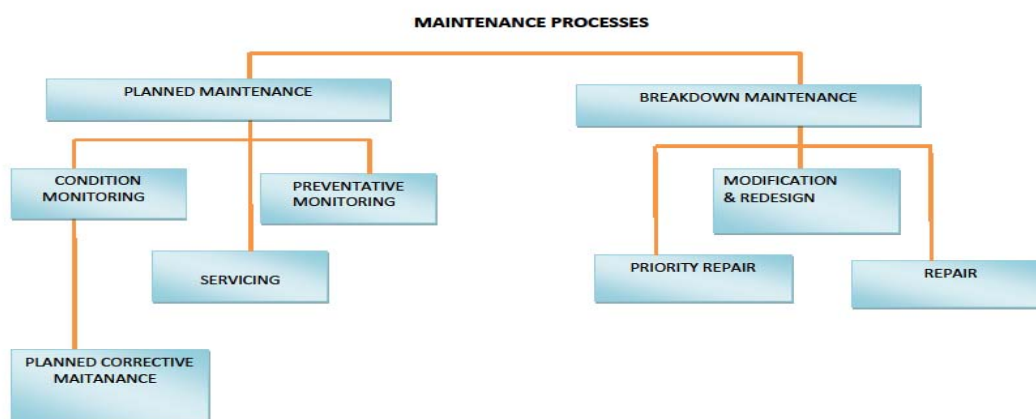 MAINTENANCE PROCESSES
PLANNED MAINTENANCE
BREAKDOWN MAINTENANCE
CONDITION
MONITORING
PREVENTATIVE
MONITORING
MODIFICATION
& REDESIGN
SERVICING
PRIORITY REPAIR
REPAIR
PLANNED CORRECTIVE
MAITANANCE